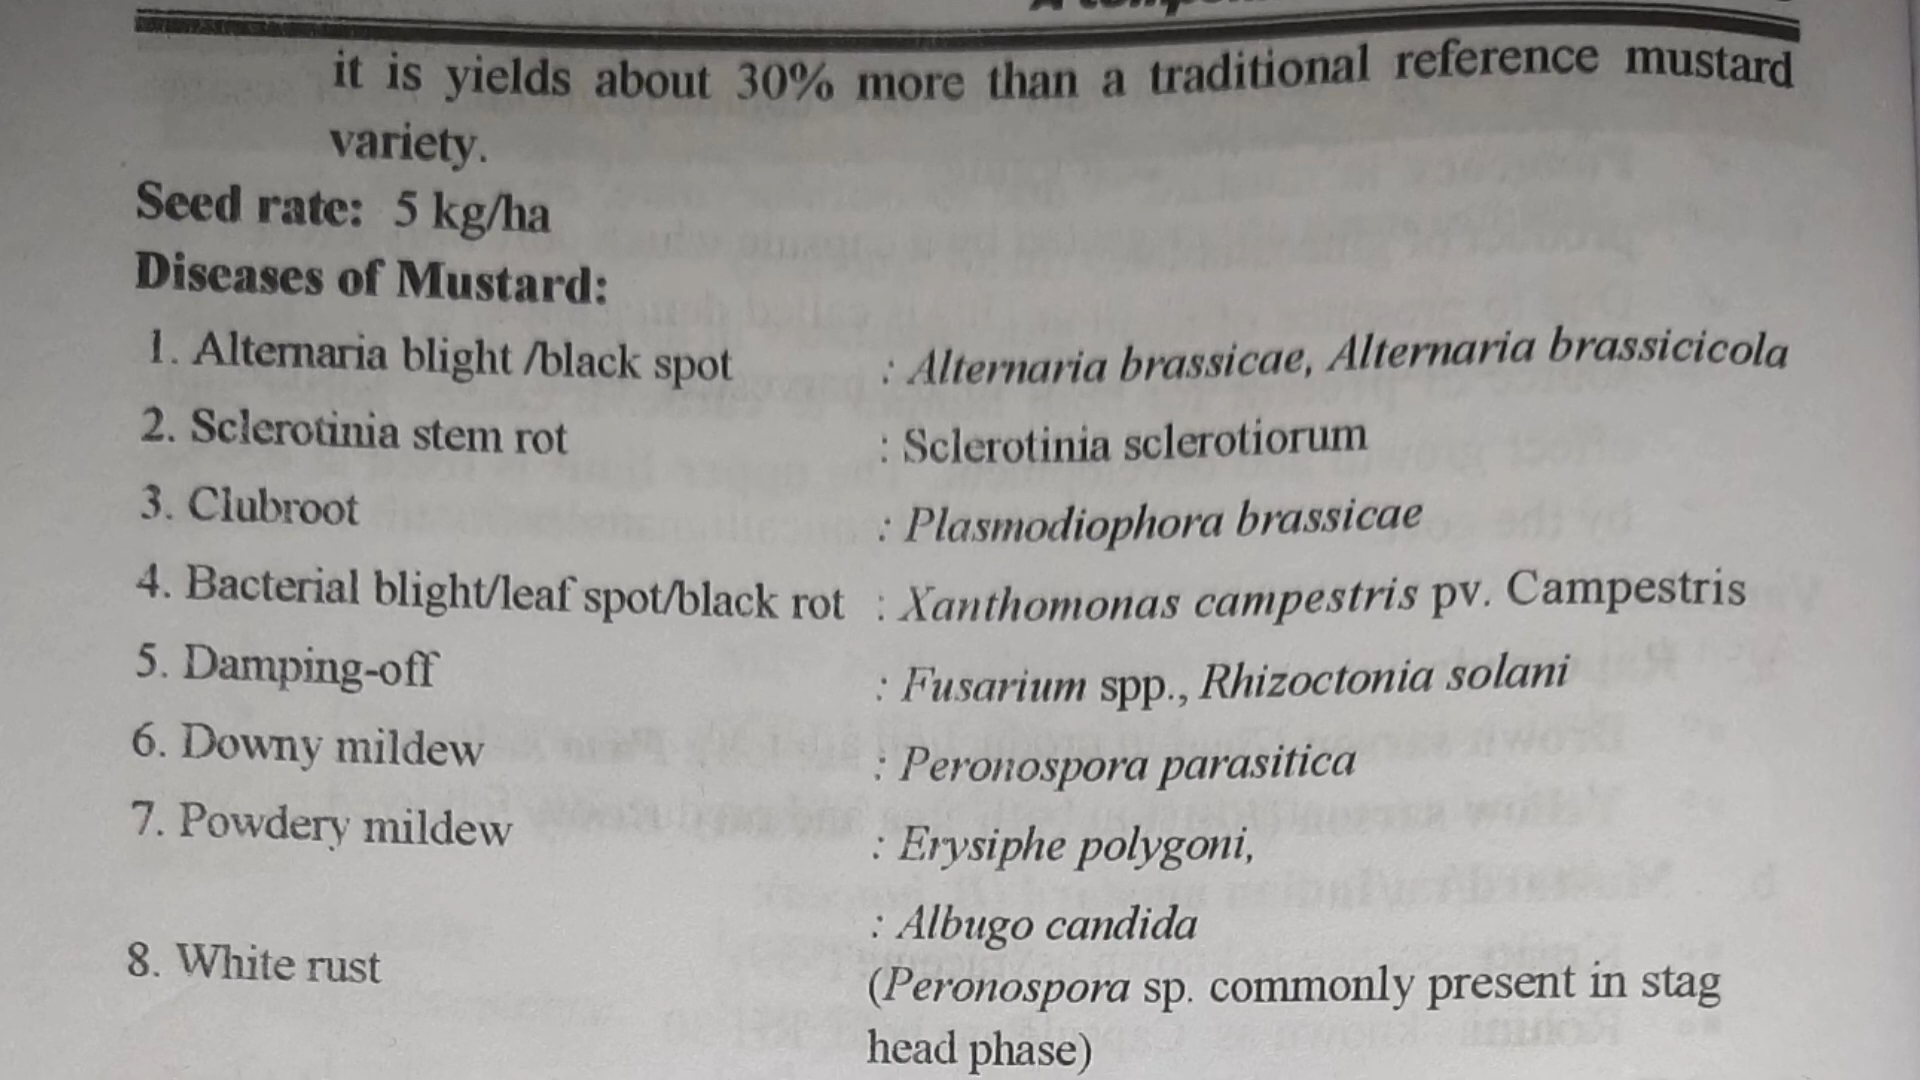 it is yields about 30% more than a traditional reference mustard
variety.
Seed rate: 5 kg/ha
Diseases of Mustard:
1. Alternaria blight /black spot : Alternaria brassicae, Alternaria brassicicola
2. Sclerotinia stem rot : Sclerotinia sclerotiorum
3. Clubroot : Plasmodiophora brassicae
4. Bacterial blight/leaf spot/black rot : Xanthomonas campestris pv. Campestris
5. Damping-off : Fusarium spp., Rhizoctonia solani
6. Downy mildew : Peronospora parasitica
7. Powdery mildew : Erysiphe polygoni,
8. White rust : Albugo candida
(Peronospora sp. commonly present in stag
head phase)